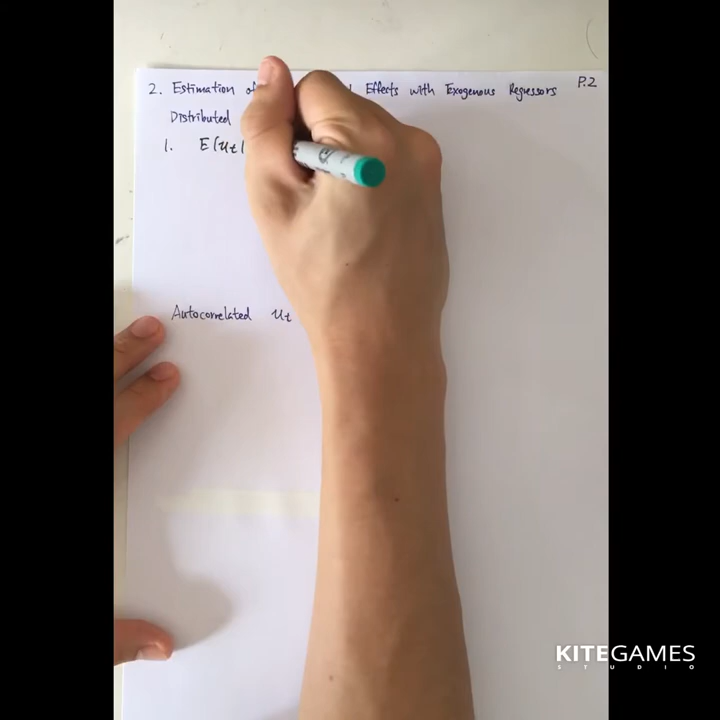 2. Estimation of Effects with Exogenous Regressors P.2
Distributed
1. E(ut|
Autocorrelated ut
KITEGAMES
STUDIO